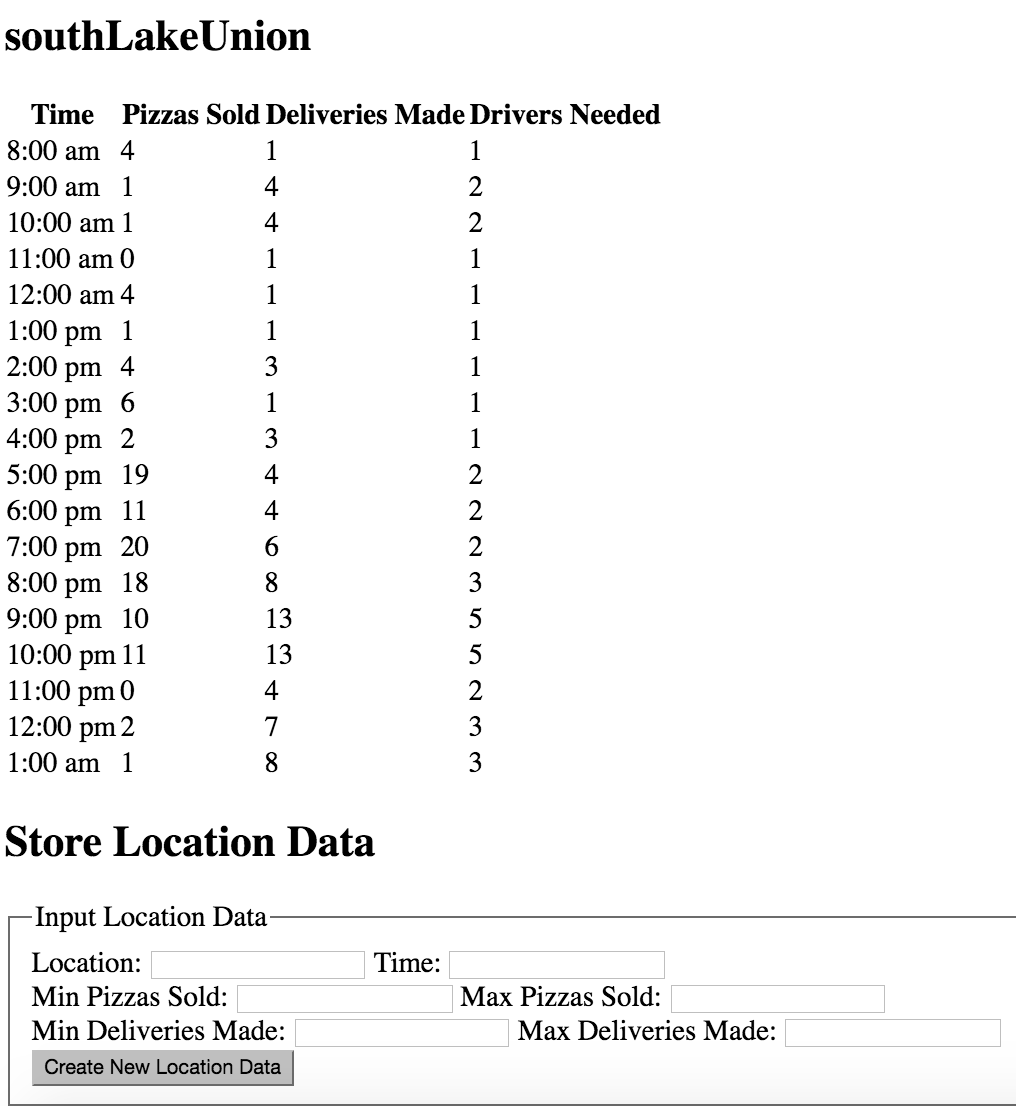 southLakeUnion
Time Pizzas Sold Deliveries Made Drivers Needed
8:00 am 4 1 1
9:00 am 1 4 2
10:00 am 1 4 2
11:00 am 0 1 1
12:00 am 4 1 1
1:00 pm 1 1 1
2:00 pm 4 3 1
3:00 pm 6 1 1
4:00 pm 2 3 1
5:00 pm 19 4 2
6:00 pm 11 4 2
7:00 pm 20 6 2
8:00 pm 18 8 3
9:00 pm 10 13 5
10:00 pm 11 13 5
11:00 pm 0 4 2
12:00 pm 2 7 3
1:00 am 1 8 3
Store Location Data
Input Location Data
Location: Time:
Min Pizzas Sold: Max Pizzas Sold:
Min Deliveries Made: Max Deliveries Made:
Create New Location Data